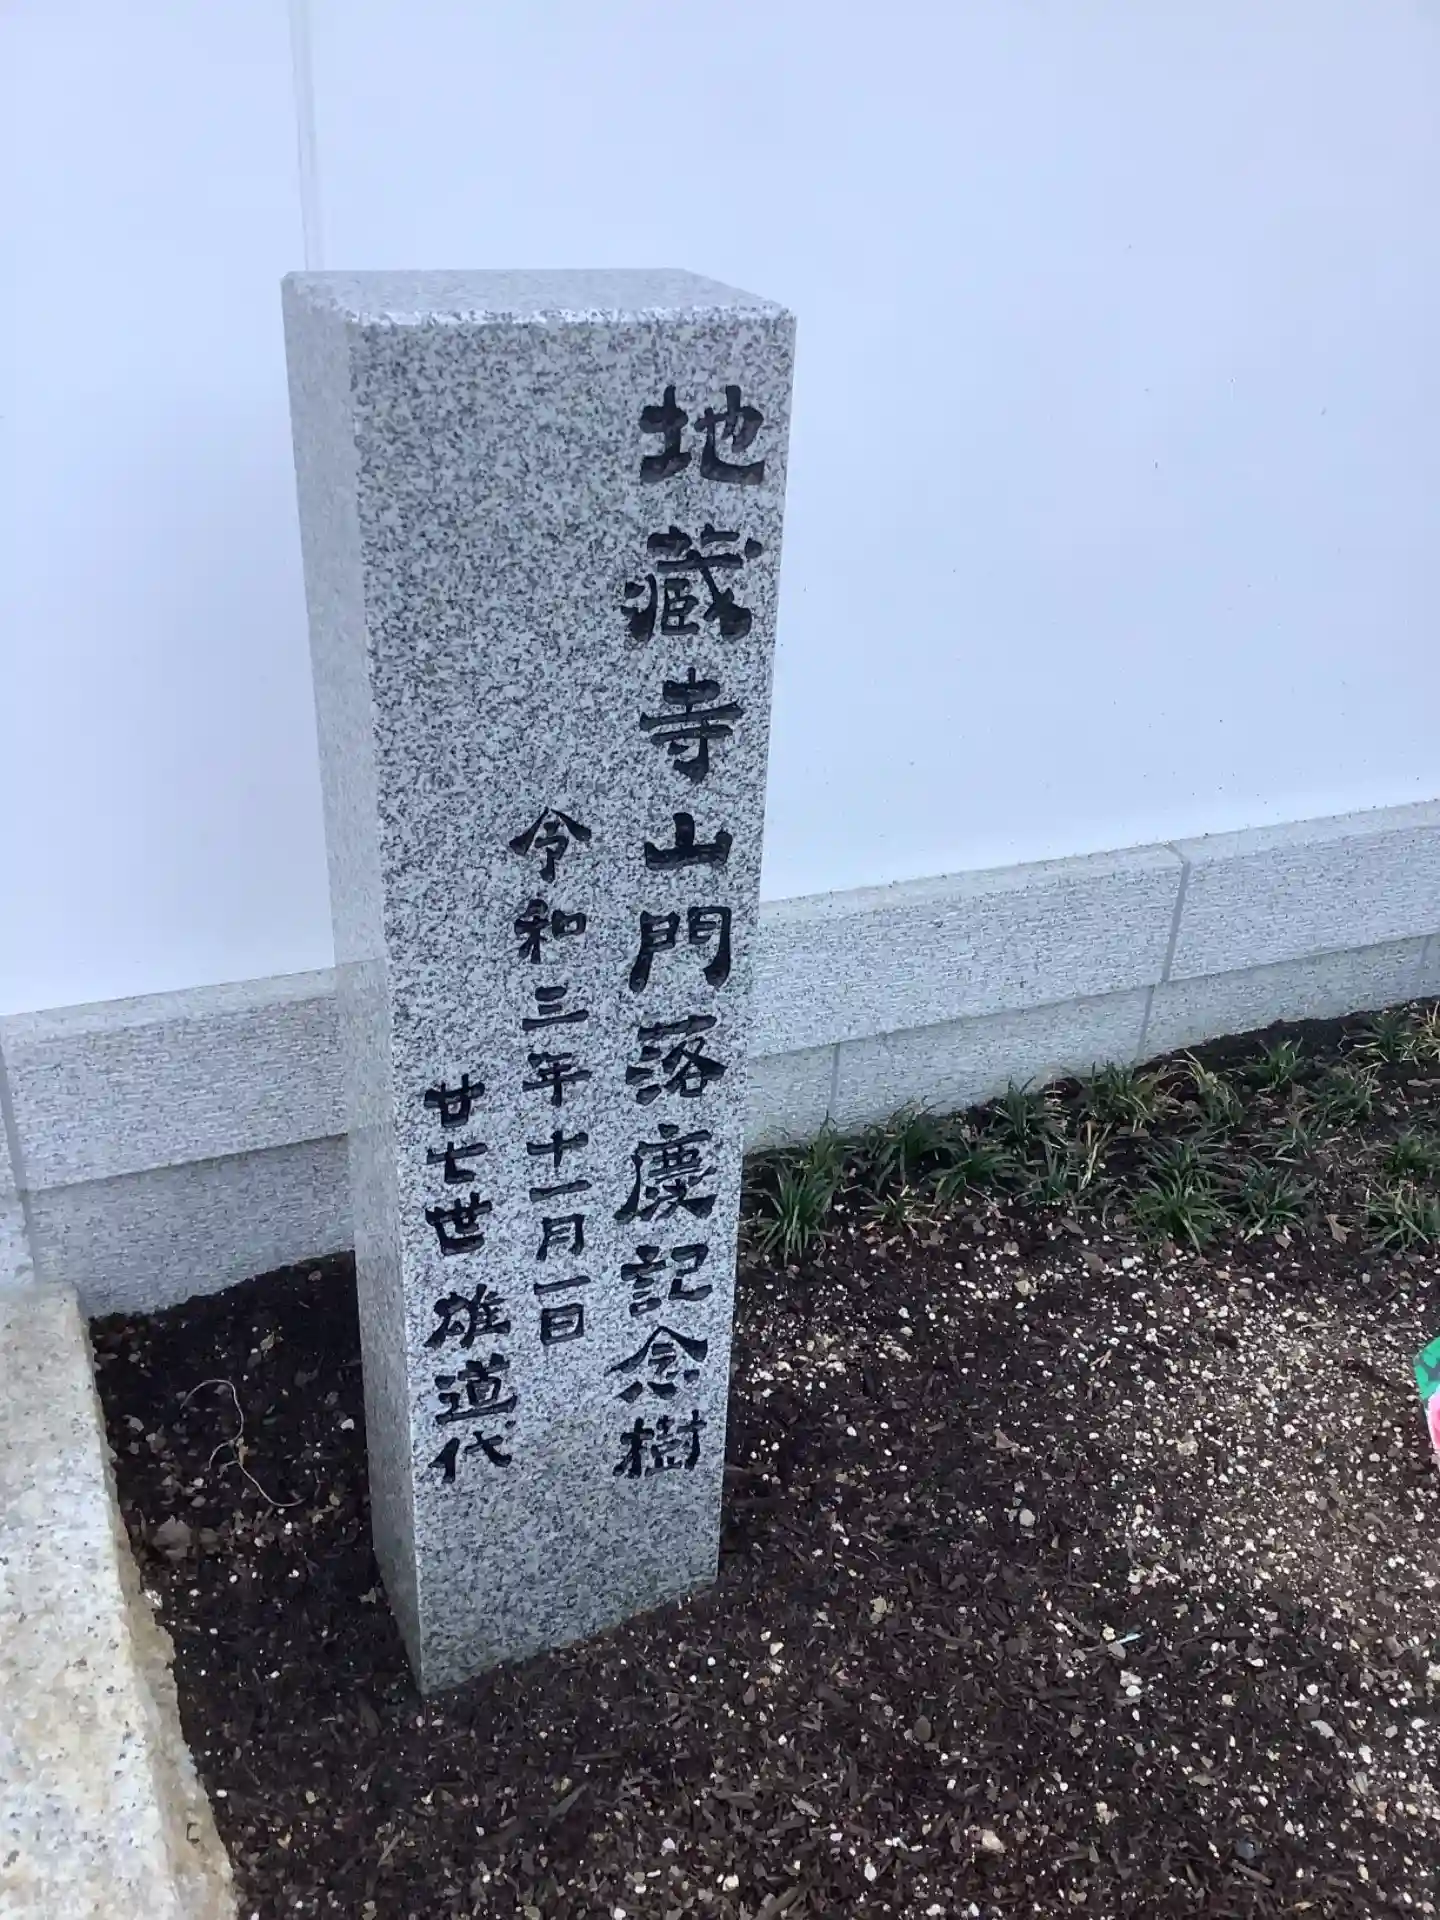 地蔵寺山門落慶記念樹
令和三年十一月一日
廿七世 雄道代